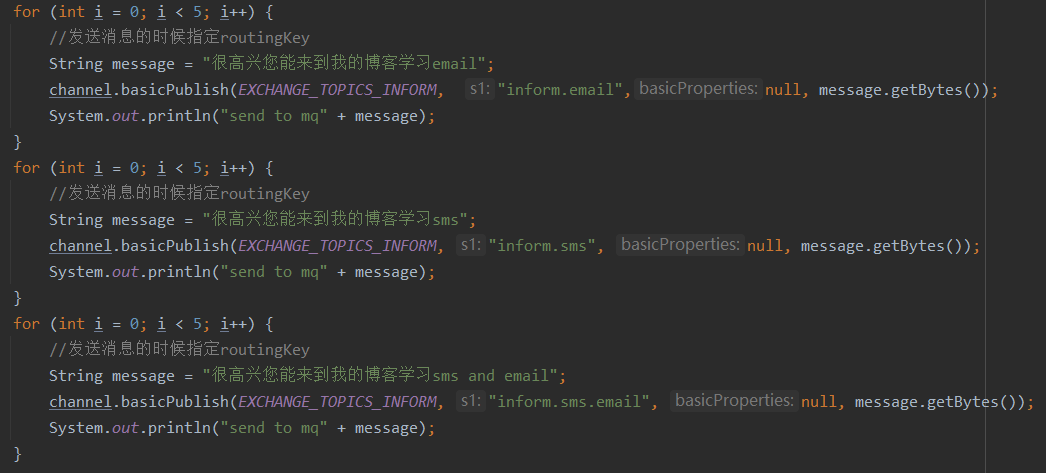 for (int i = 0; i < 5; i++) {
//发送消息的时候指定routingKey
String message = "很高兴您能来到我的博客学习email";
channel.basicPublish(EXCHANGE_TOPICS_INFORM, s1: "inform.email", basicProperties: null, message.getBytes());
System.out.println("send to mq" + message);
}
for (int i = 0; i < 5; i++) {
//发送消息的时候指定routingKey
String message = "很高兴您能来到我的博客学习sms";
channel.basicPublish(EXCHANGE_TOPICS_INFORM, s1: "inform.sms", basicProperties: null, message.getBytes());
System.out.println("send to mq" + message);
}
for (int i = 0; i < 5; i++) {
//发送消息的时候指定routingKey
String message = "很高兴您能来到我的博客学习sms and email";
channel.basicPublish(EXCHANGE_TOPICS_INFORM, s1: "inform.sms.email", basicProperties: null, message.getBytes());
System.out.println("send to mq" + message);
}